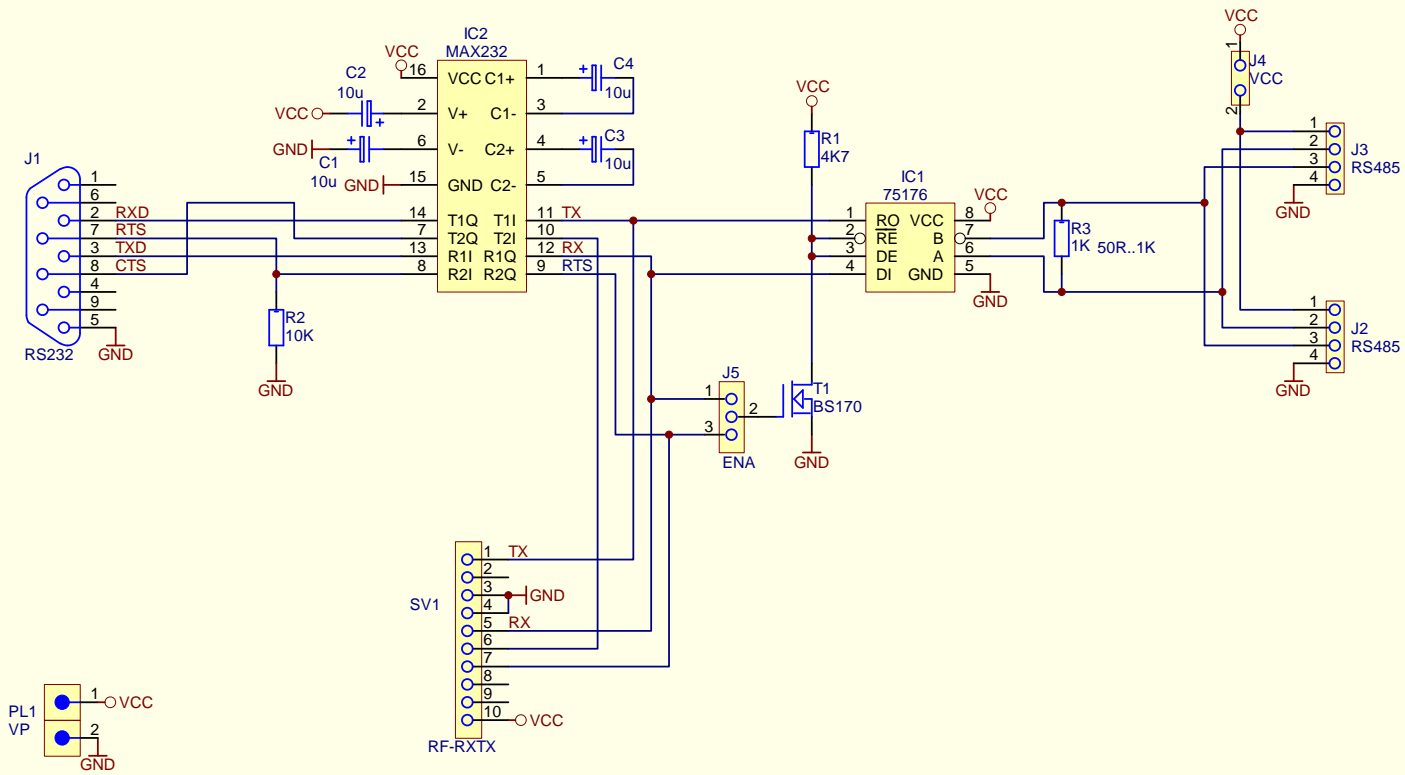 IC2
MAX232
VCC
16
VCC C1+
1
C4
10u
C2
10u
VCC
2
V+
C1-
3
GND
C1
10u
6
V-
C2+
4
C3
10u
GND
15
GND C2-
5
14
T1Q T1I
11
TX
7
T2Q T2I
10
13
R1I R1Q
12
RX
8
R2I R2Q
9
RTS
J1
1
6
2
RXD
7
RTS
3
TXD
8
CTS
4
9
5
RS232
GND
R2
10K
GND
VCC
R1
4K7
IC1
75176
1
RO VCC
8
VCC
2
RE B
7
3
DE A
6
4
DI GND
5
GND
R3
1K
50R..1K
VCC
1
J4
VCC
2
1
2
3
4
J3
RS485
GND
1
2
3
4
J2
RS485
GND
J5
1
2
3
ENA
T1
BS170
GND
SV1
1
TX
2
3
GND
4
5
RX
6
7
8
9
10
VCC
RF-RXTX
PL1
VP
1
VCC
2
GND